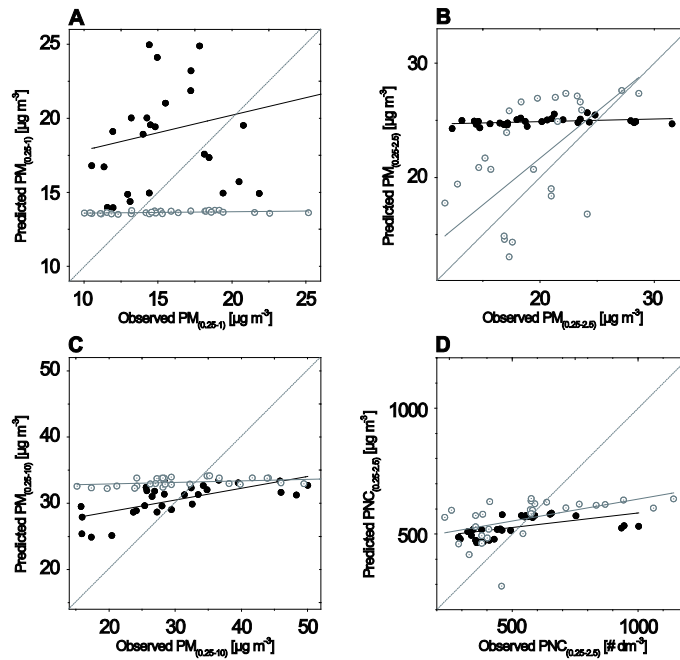 A
25
20
15
10
Predicted PM(0.25-1) [µg m-3]
10 15 20 25
Observed PM(0.25-1) [µg m-3]
B
30
20
Predicted PM(0.25-2.5) [µg m-3]
20 30
Observed PM(0.25-2.5) [µg m-3]
C
50
40
30
20
Predicted PM(0.25-10) [µg m-3]
20 30 40 50
Observed PM(0.25-10) [µg m-3]
D
1000
500
Predicted PNC(0.25-2.5) [µg m-3]
500 1000
Observed PNC(0.25-2.5) [# dm-3]